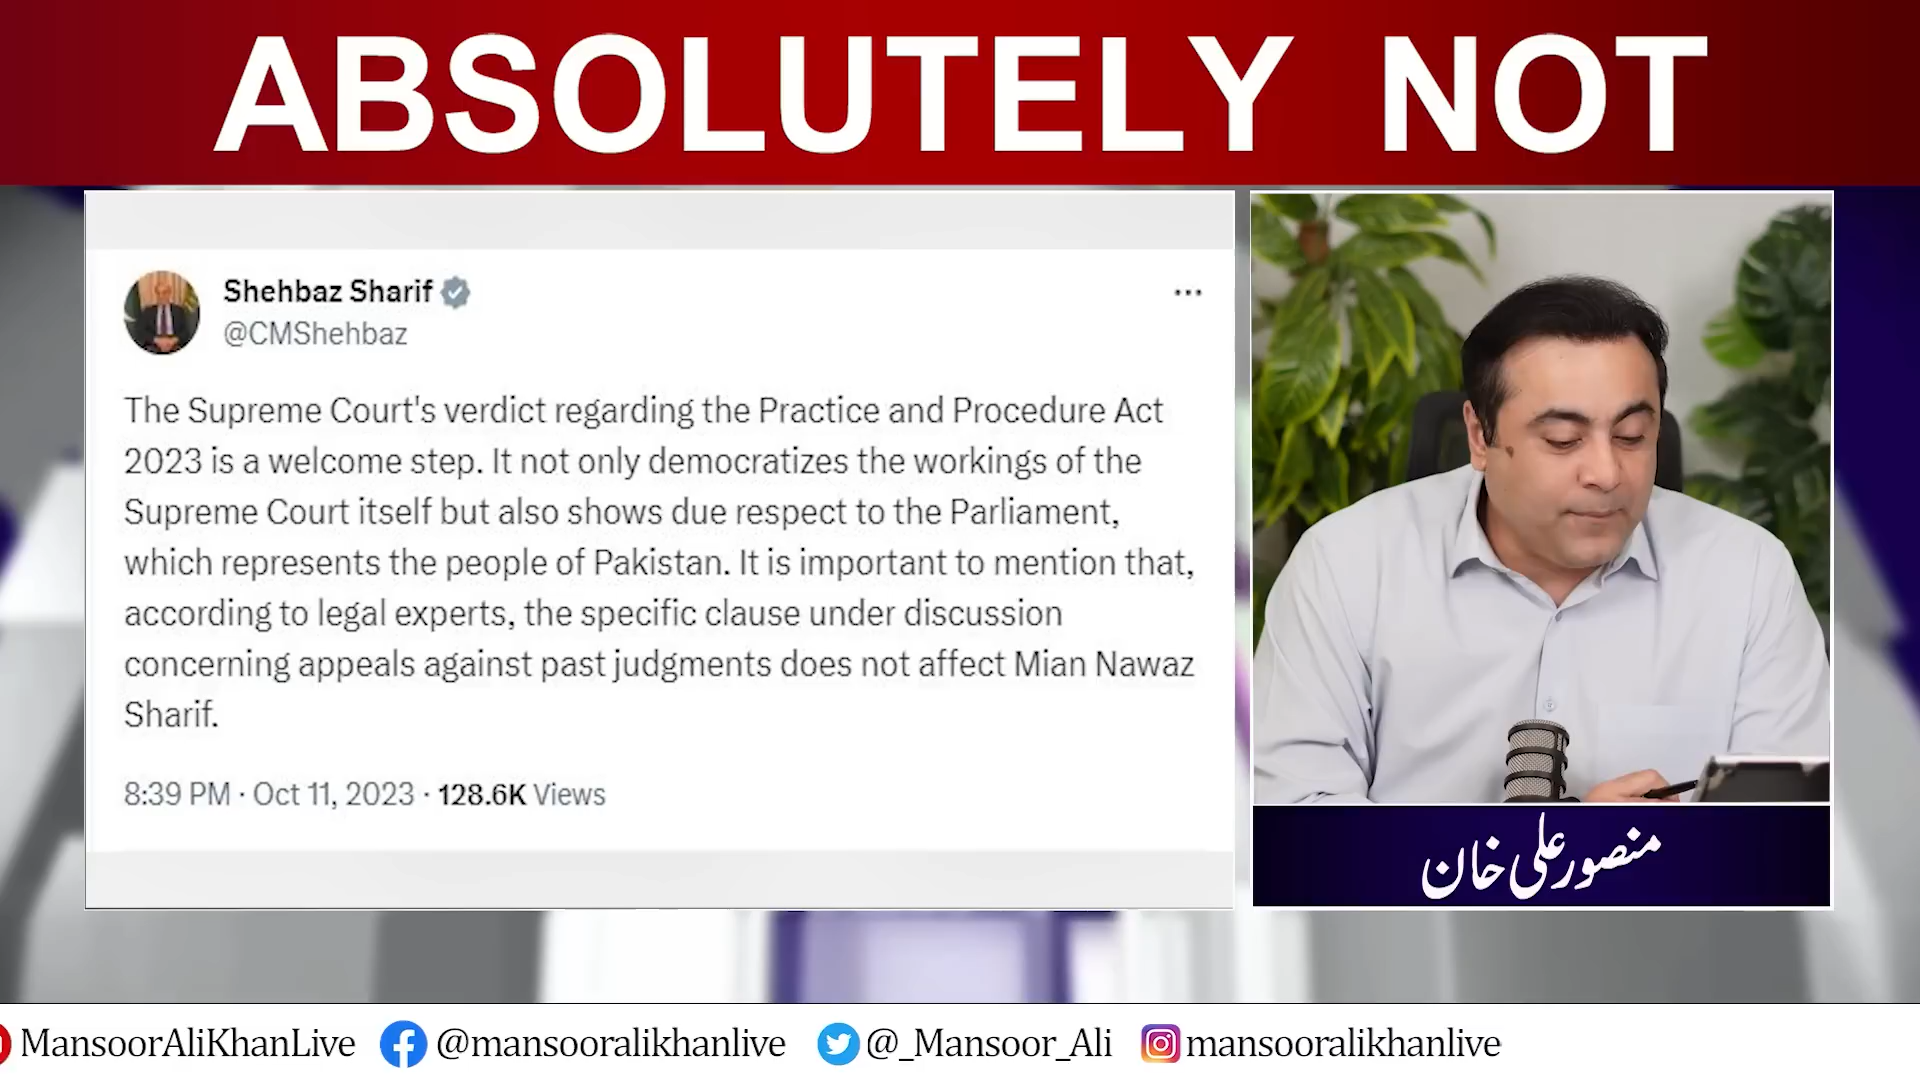 ABSOLUTELY NOT
Shehbaz Sharif
@CMShehbaz
The Supreme Court's verdict regarding the Practice and Procedure Act
2023 is a welcome step. It not only democratizes the workings of the
Supreme Court itself but also shows due respect to the Parliament,
which represents the people of Pakistan. It is important to mention that,
according to legal experts, the specific clause under discussion
concerning appeals against past judgments does not affect Mian Nawaz
Sharif.
8:39 PM · Oct 11, 2023 · 128.6K Views
منصور علی خان
MansoorAliKhanLive @mansooralikhanlive @_Mansoor_Ali mansooralikhanlive